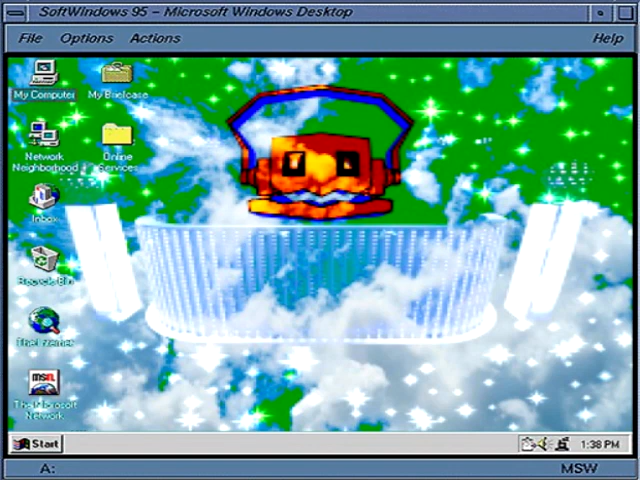 SoftWindows 95 – Microsoft Windows Desktop
File Options Actions Help
My Computer
My Briefcase
Network
Neighborhood
Online
Services
Inbox
Recycle Bin
The Internet
msn
The Microsoft
Network
Start
1:38 PM
A:
MSW